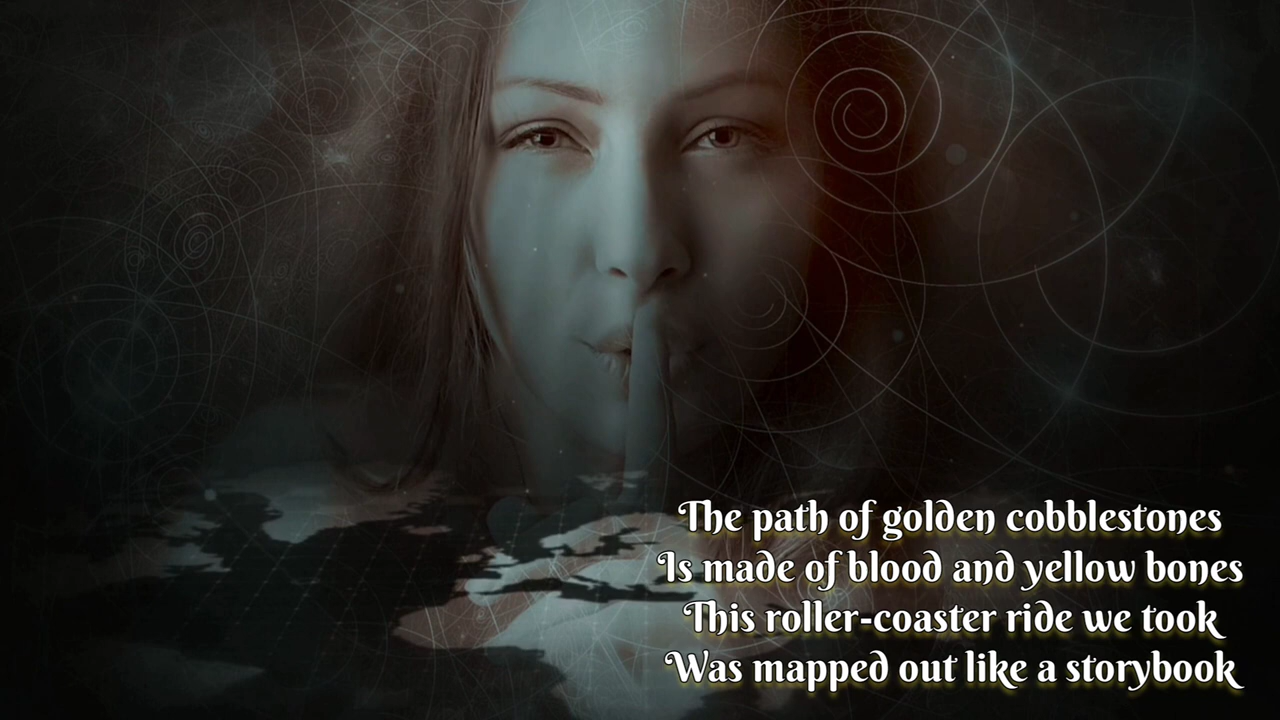 The path of golden cobblestones
Is made of blood and yellow bones
This roller-coaster ride we took
Was mapped out like a storybook